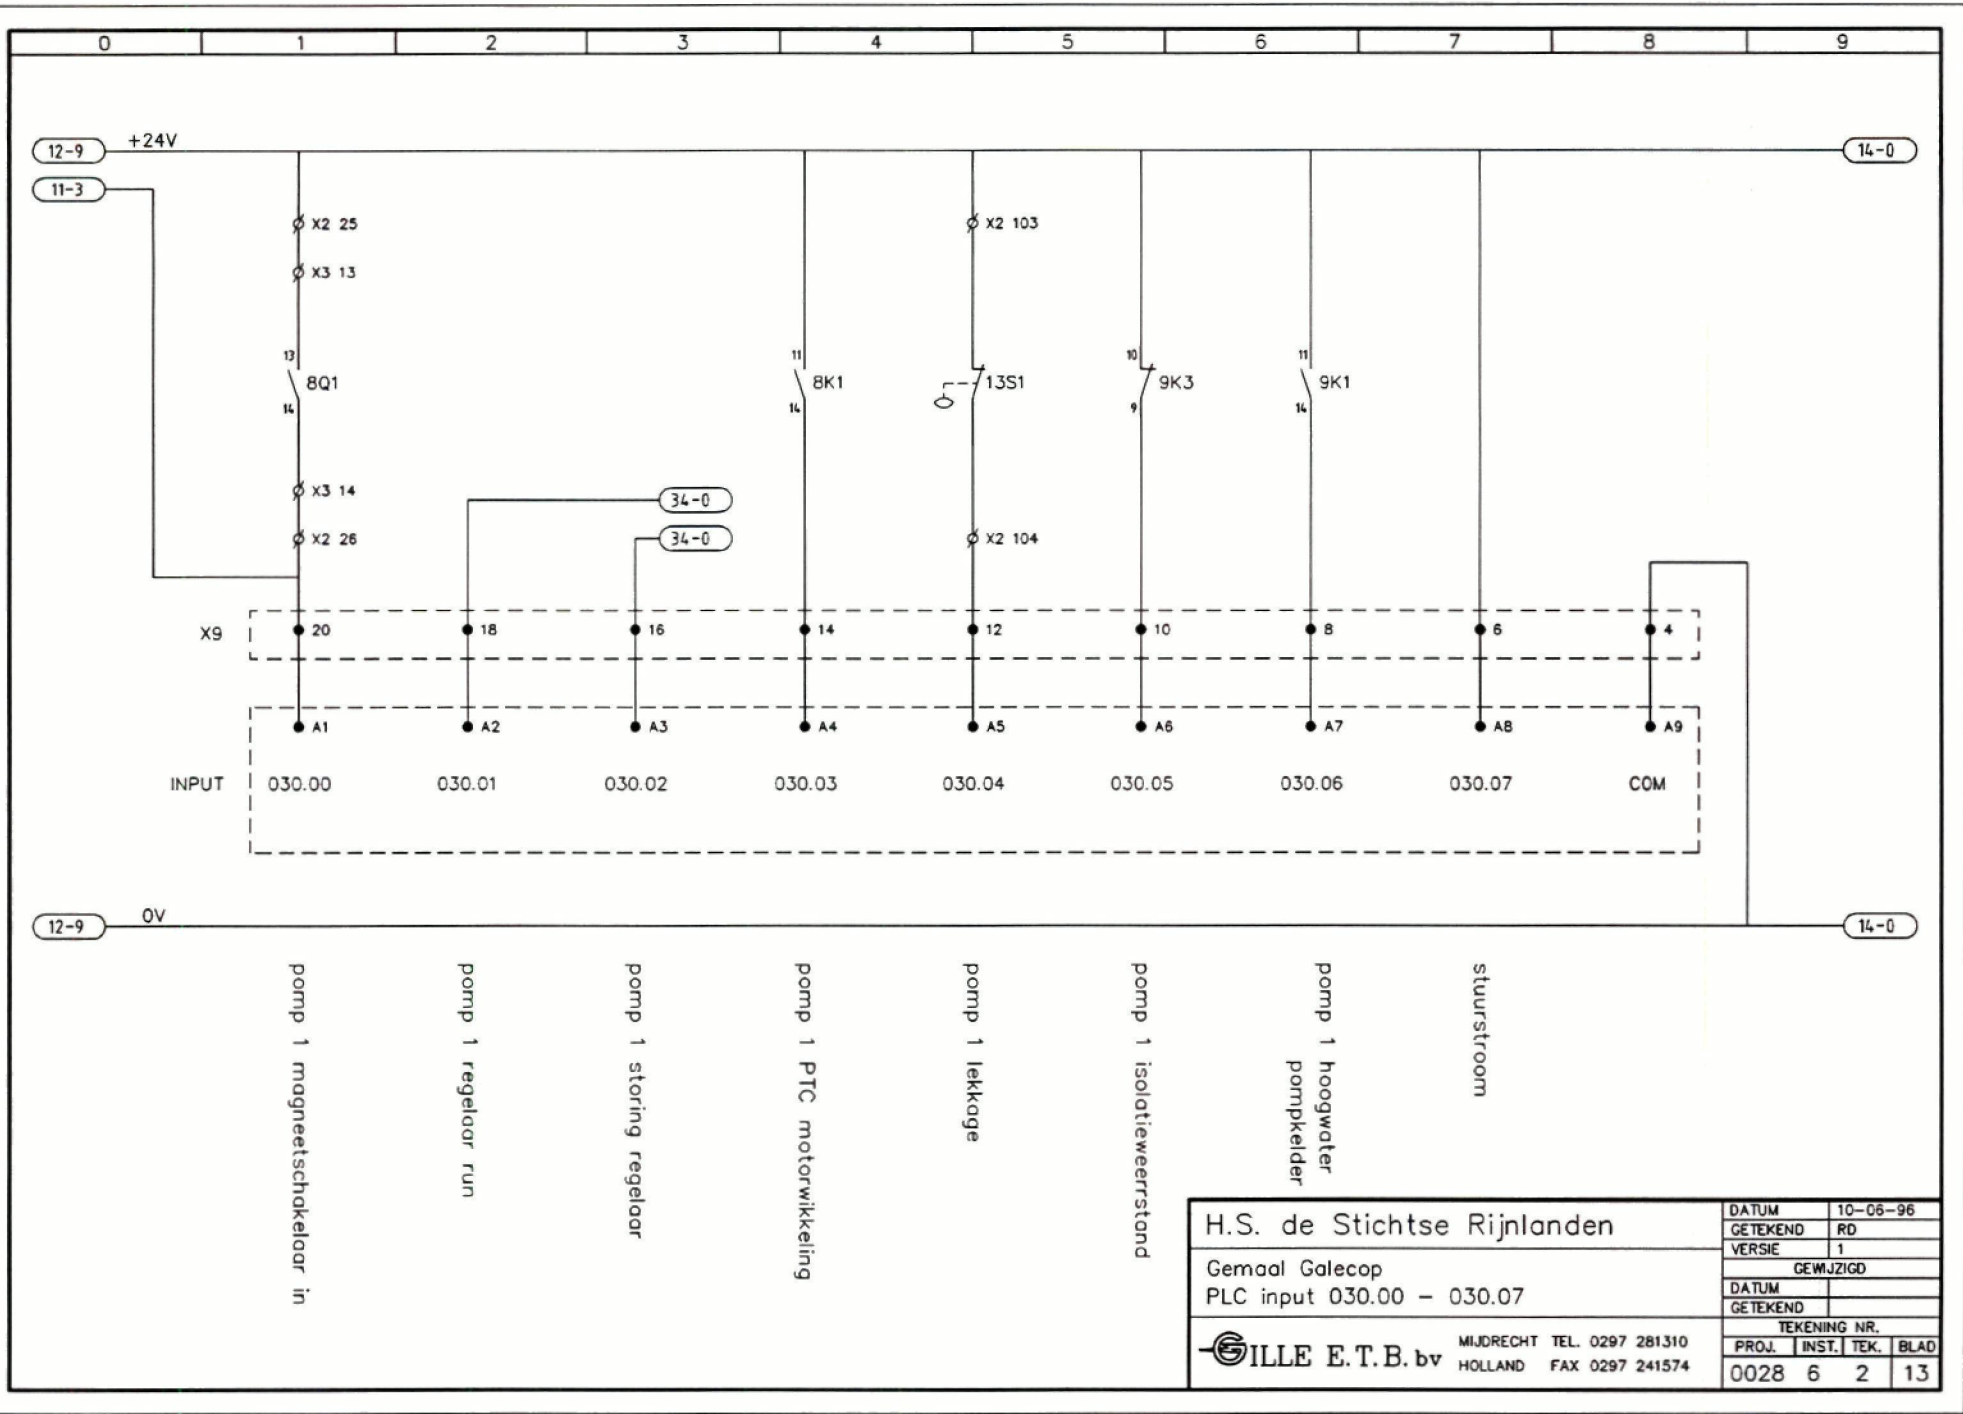 0 1 2 3 4 5 6 7 8 9
12-9 +24V 14-0
11-3
X2 25 X2 103
X3 13
13 11 10 11
8Q1 8K1 13S1 9K3 9K1
14 14 9 14
X3 14 34-0
X2 26 34-0 X2 104
X9 20 18 16 14 12 10 8 6 4
A1 A2 A3 A4 A5 A6 A7 A8 A9
INPUT 030.00 030.01 030.02 030.03 030.04 030.05 030.06 030.07 COM
12-9 0V 14-0
pomp 1 magneetschakelaar in
pomp 1 regelaar run
pomp 1 storing regelaar
pomp 1 PTC motorwikkeling
pomp 1 lekkage
pomp 1 isolatieweerrstand
pomp 1 hoogwater
pompkelder
stuurstroom
H.S. de Stichtse Rijnlanden
Gemaal Galecop
PLC input 030.00 - 030.07
GILLE E.T.B. bv
MIJDRECHT TEL. 0297 281310
HOLLAND FAX 0297 241574
DATUM 10-06-96
GETEKEND RD
VERSIE 1
GEWIJZIGD
DATUM
GETEKEND
TEKENING NR.
PROJ. INST. TEK. BLAD
0028 6 2 13